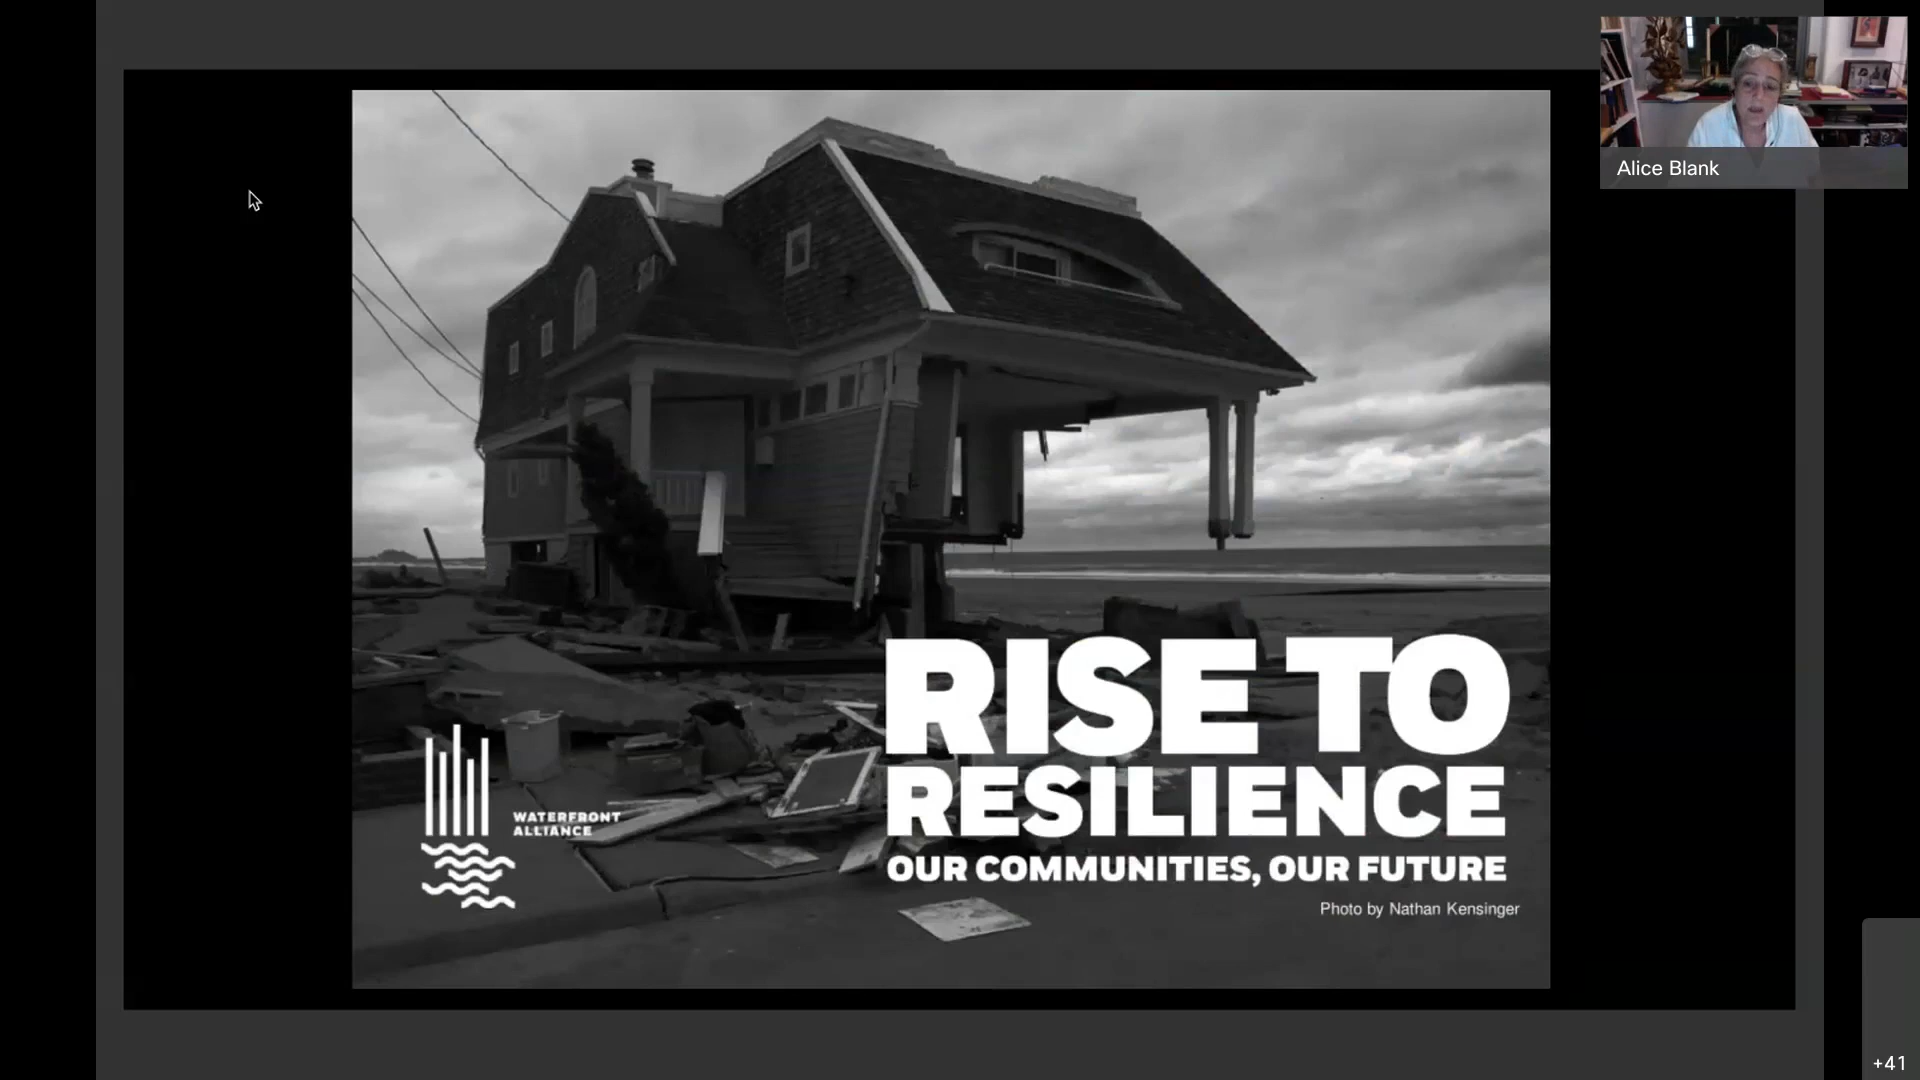 Alice Blank
RISE TO
RESILIENCE
OUR COMMUNITIES, OUR FUTURE
Photo by Nathan Kensinger
WATERFRONT
ALLIANCE
+41